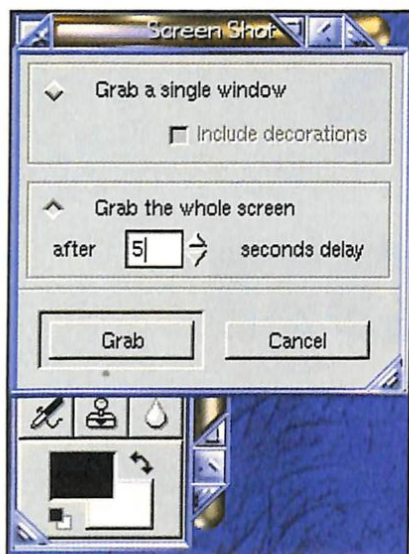 Screen Shot
Grab a single window
Include decorations
Grab the whole screen
after 5 seconds delay
Grab Cancel